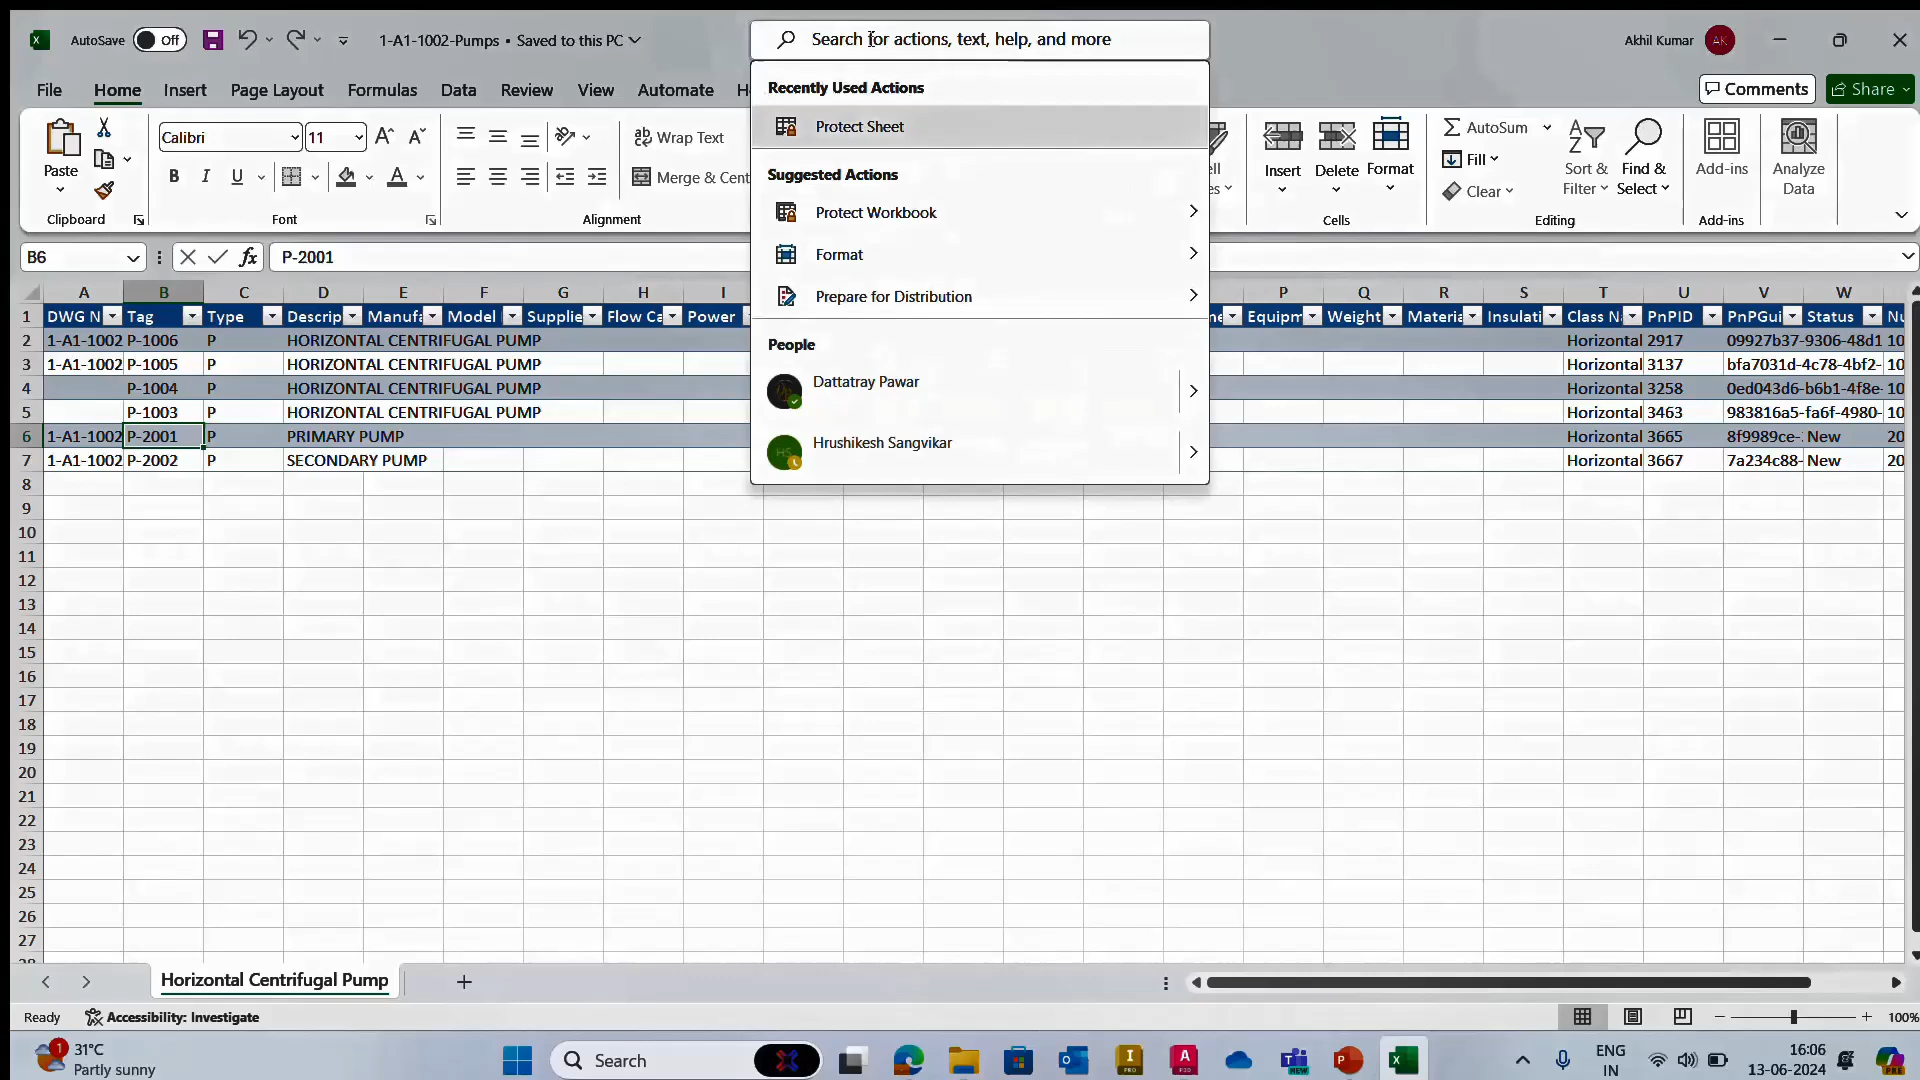 AutoSave Off 1-A1-1002-Pumps • Saved to this PC Search for actions, text, help, and more Akhil Kumar AK
File Home Insert Page Layout Formulas Data Review View Automate Comments Share
Recently Used Actions
Protect Sheet
Suggested Actions
Protect Workbook
Format
Prepare for Distribution
People
Dattatray Pawar
HS Hrushikesh Sangvikar
Paste
Clipboard
Calibri 11
B I U
Font
ab Wrap Text
Merge & Cent
Alignment
Insert Delete Format
Cells
AutoSum
Fill
Clear
Sort & Filter
Find & Select
Editing
Add-ins
Add-ins
Analyze Data
B6 fx P-2001
A B C D E F G H I P Q R S T U V W
1 DWG N Tag Type Descrip Manufa Model Supplie Flow Ca Power Equipm Weight Materia Insulati Class N PnPID PnPGui Status Nu
2 1-A1-1002 P-1006 P HORIZONTAL CENTRIFUGAL PUMP Horizontal 2917 09927b37-9306-48d1 10
3 1-A1-1002 P-1005 P HORIZONTAL CENTRIFUGAL PUMP Horizontal 3137 bfa7031d-4c78-4bf2- 10
4 P-1004 P HORIZONTAL CENTRIFUGAL PUMP Horizontal 3258 0ed043d6-b6b1-4f8e- 10
5 P-1003 P HORIZONTAL CENTRIFUGAL PUMP Horizontal 3463 983816a5-fa6f-4980- 10
6 1-A1-1002 P-2001 P PRIMARY PUMP Horizontal 3665 8f9989ce- New 20
7 1-A1-1002 P-2002 P SECONDARY PUMP Horizontal 3667 7a234c88- New 20
8
9
10
11
12
13
14
15
16
17
18
19
20
21
22
23
24
25
26
27
28
Horizontal Centrifugal Pump
Ready Accessibility: Investigate 100%
1 31°C
Partly sunny
Search
ENG
IN
16:06
13-06-2024